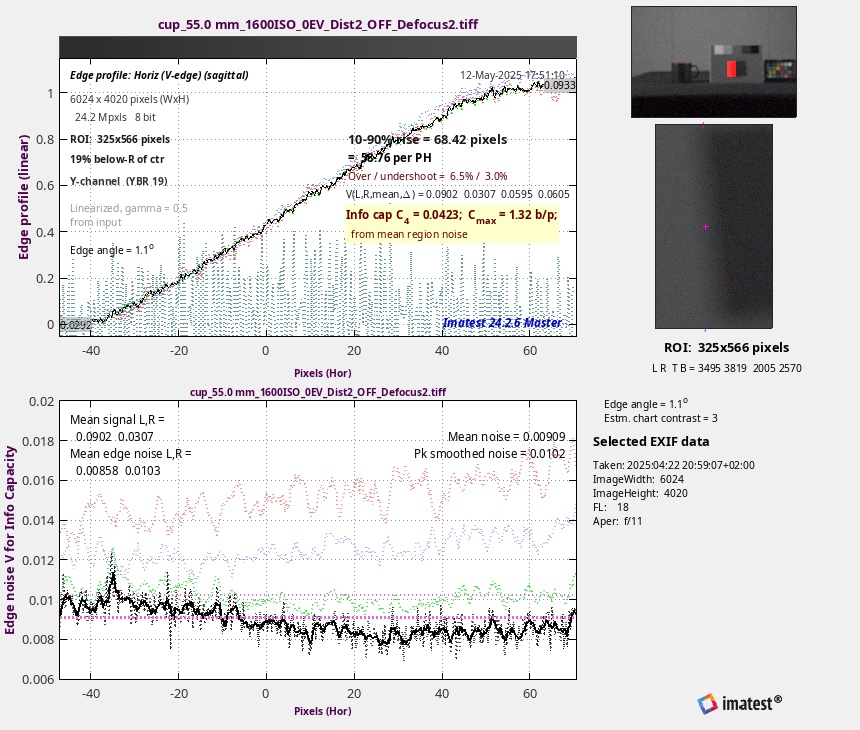 cup_55.0 mm_1600ISO_0EV_Dist2_OFF_Defocus2.tiff
Edge profile: Horiz (V-edge) (sagittal)
12-May-2025 17:51:10
0.0933
6024 x 4020 pixels (WxH)
24.2 Mpxls   8 bit
ROI:  325x566 pixels
19% below-R of ctr
Y-channel  (YBR 19)
Linearized, gamma = 0.5
from input
Edge angle = 1.1°
10-90% rise = 68.42 pixels
= 58.76 per PH
Over / undershoot =  6.5% /  3.0%
V(L,R,mean,Δ) = 0.0902  0.0307  0.0595  0.0605
Info cap C4 = 0.0423;  Cmax = 1.32 b/p;
from mean region noise
0.0292
Imatest 24.2.6 Master
Edge profile (linear)
1
0.8
0.6
0.4
0.2
0
-40
-20
0
20
40
60
Pixels (Hor)
cup_55.0 mm_1600ISO_0EV_Dist2_OFF_Defocus2.tiff
Mean signal L,R =
0.0902  0.0307
Mean edge noise L,R =
0.00858  0.0103
Mean noise = 0.00909
Pk smoothed noise = 0.0102
Edge noise V for Info Capacity
0.02
0.018
0.016
0.014
0.012
0.01
0.008
0.006
-40
-20
0
20
40
60
Pixels (Hor)
ROI:  325x566 pixels
L R  T B = 3495 3819  2005 2570
Edge angle = 1.1°
Estm. chart contrast = 3
Selected EXIF data
Taken: 2025:04:22 20:59:07+02:00
ImageWidth:  6024
ImageHeight:  4020
FL:   18
Aper:  f/11
imatest®